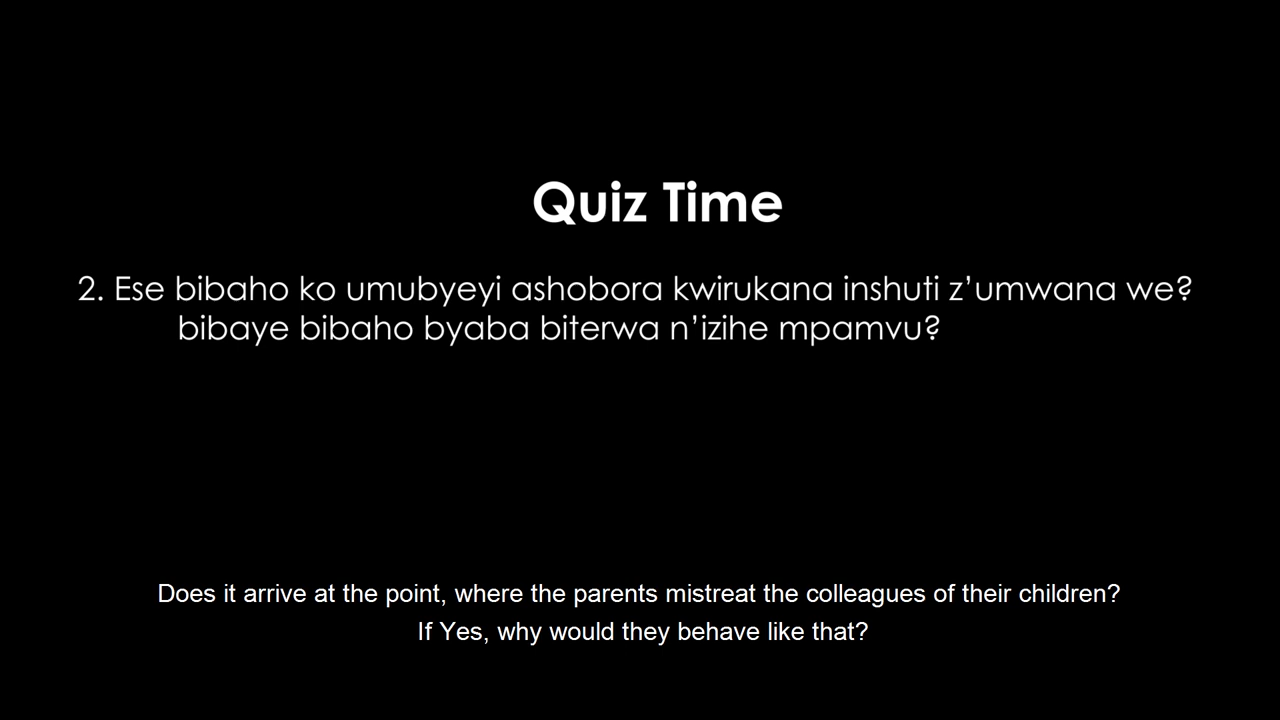 Quiz Time
2. Ese bibaho ko umubyeyi ashobora kwirukana inshuti z’umwana we?
bibaye bibaho byaba biterwa n’izihe mpamvu?
Does it arrive at the point, where the parents mistreat the colleagues of their children?
If Yes, why would they behave like that?